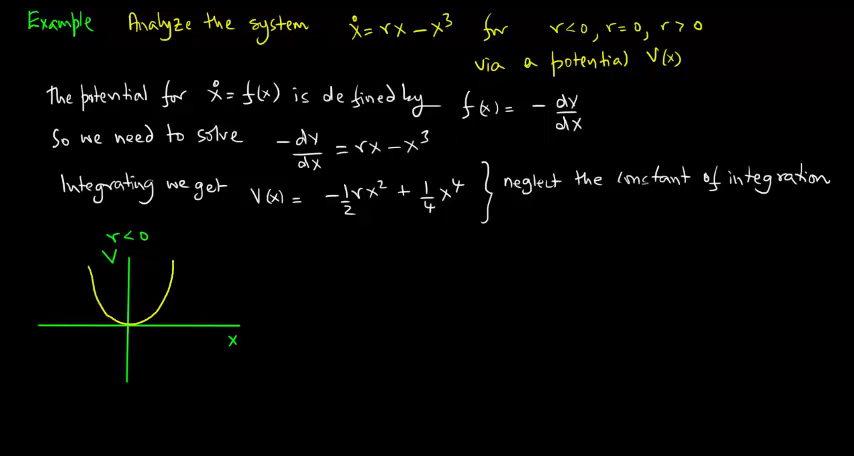 Example Analyze the system ẋ = rx - x³ for r<0, r=0, r>0
via a potential V(x)
The potential for ẋ = f(x) is defined by f(x) = - dV/dx
So we need to solve - dV/dx = rx - x³
Integrating we get V(x) = -1/2 rx² + 1/4 x⁴ } neglect the constant of integration
r<0
V
x